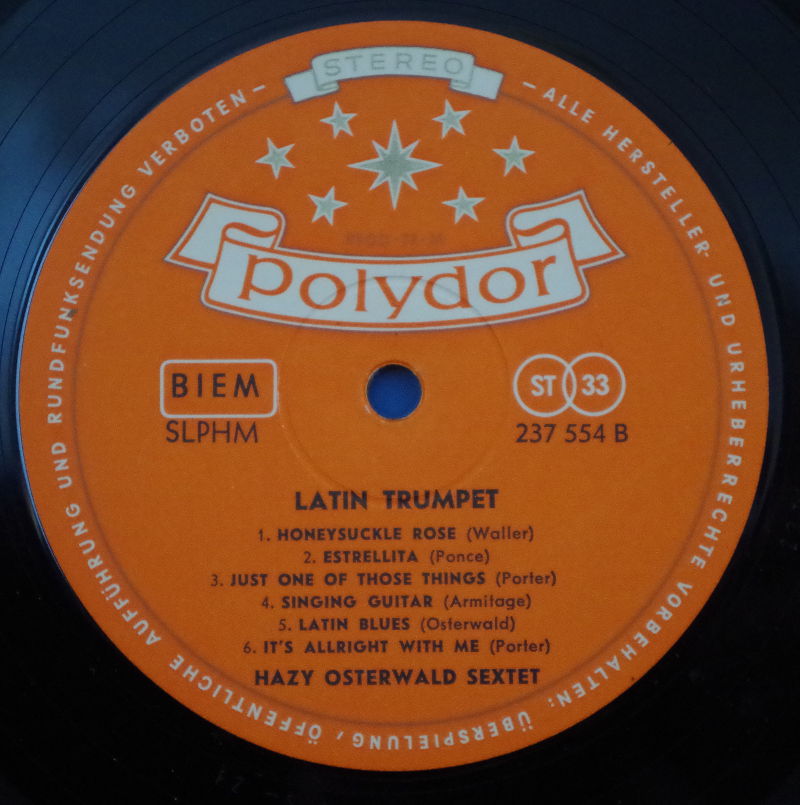 STEREO
— ALLE HERSTELLER- UND URHEBERRECHTE VORBEHALTEN; ÜBERSPIELUNG, ÖFFENTLICHE AUFFÜHRUNG UND RUNDFUNKSENDUNG VERBOTEN —
polydor
BIEM
ST 33
SLPHM
237 554 B
LATIN TRUMPET
1. HONEYSUCKLE ROSE (Waller)
2. ESTRELLITA (Ponce)
3. JUST ONE OF THOSE THINGS (Porter)
4. SINGING GUITAR (Armitage)
5. LATIN BLUES (Osterwald)
6. IT'S ALLRIGHT WITH ME (Porter)
HAZY OSTERWALD SEXTET